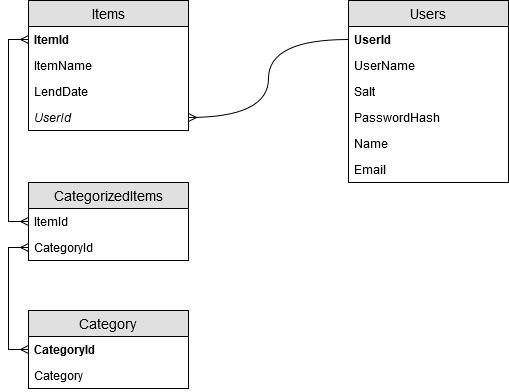 Items
ItemId
ItemName
LendDate
UserId
Users
UserId
UserName
Salt
PasswordHash
Name
Email
CategorizedItems
ItemId
CategoryId
Category
CategoryId
Category